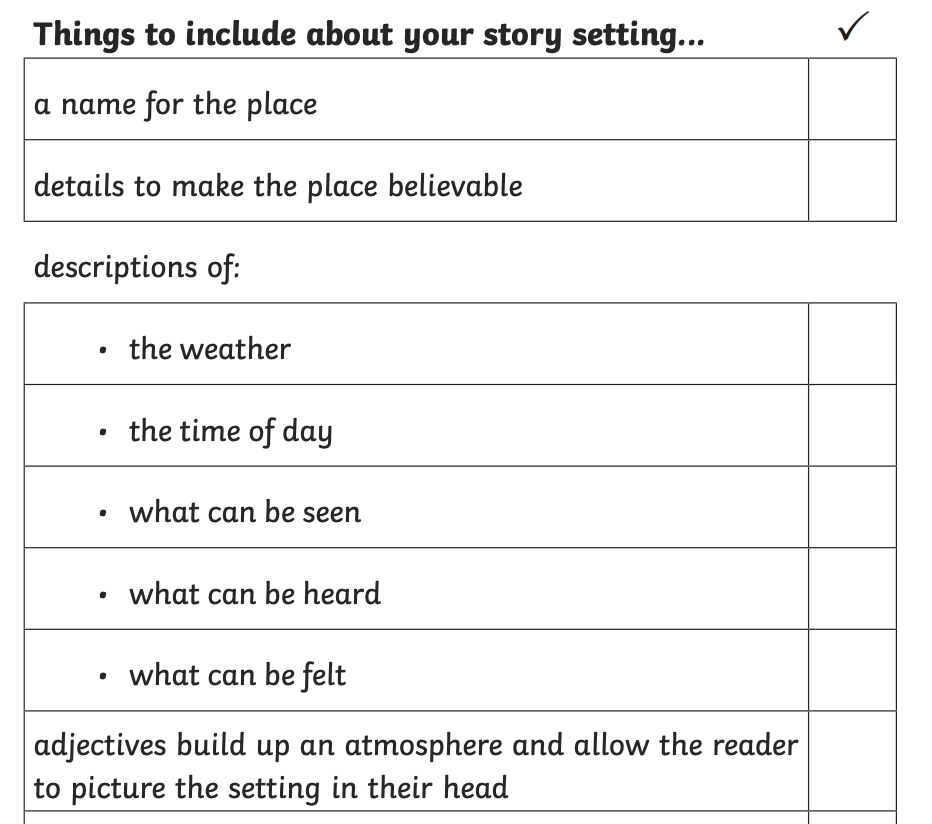 Things to include about your story setting... ✓
a name for the place
details to make the place believable
descriptions of:
• the weather
• the time of day
• what can be seen
• what can be heard
• what can be felt
adjectives build up an atmosphere and allow the reader
to picture the setting in their head